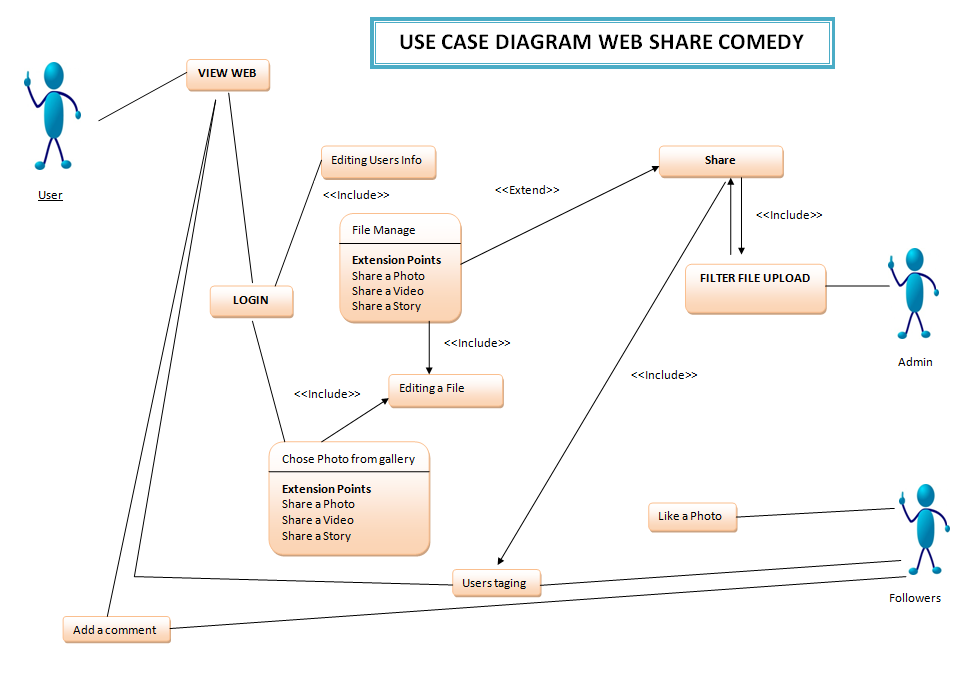 USE CASE DIAGRAM WEB SHARE COMEDY
VIEW WEB
User
Editing Users Info
<<Include>>
Share
<<Extend>>
<<Include>>
File Manage
Extension Points
Share a Photo
Share a Video
Share a Story
FILTER FILE UPLOAD
LOGIN
Admin
<<Include>>
<<Include>>
Editing a File
<<Include>>
Chose Photo from gallery
Extension Points
Share a Photo
Share a Video
Share a Story
Like a Photo
Users taging
Followers
Add a comment